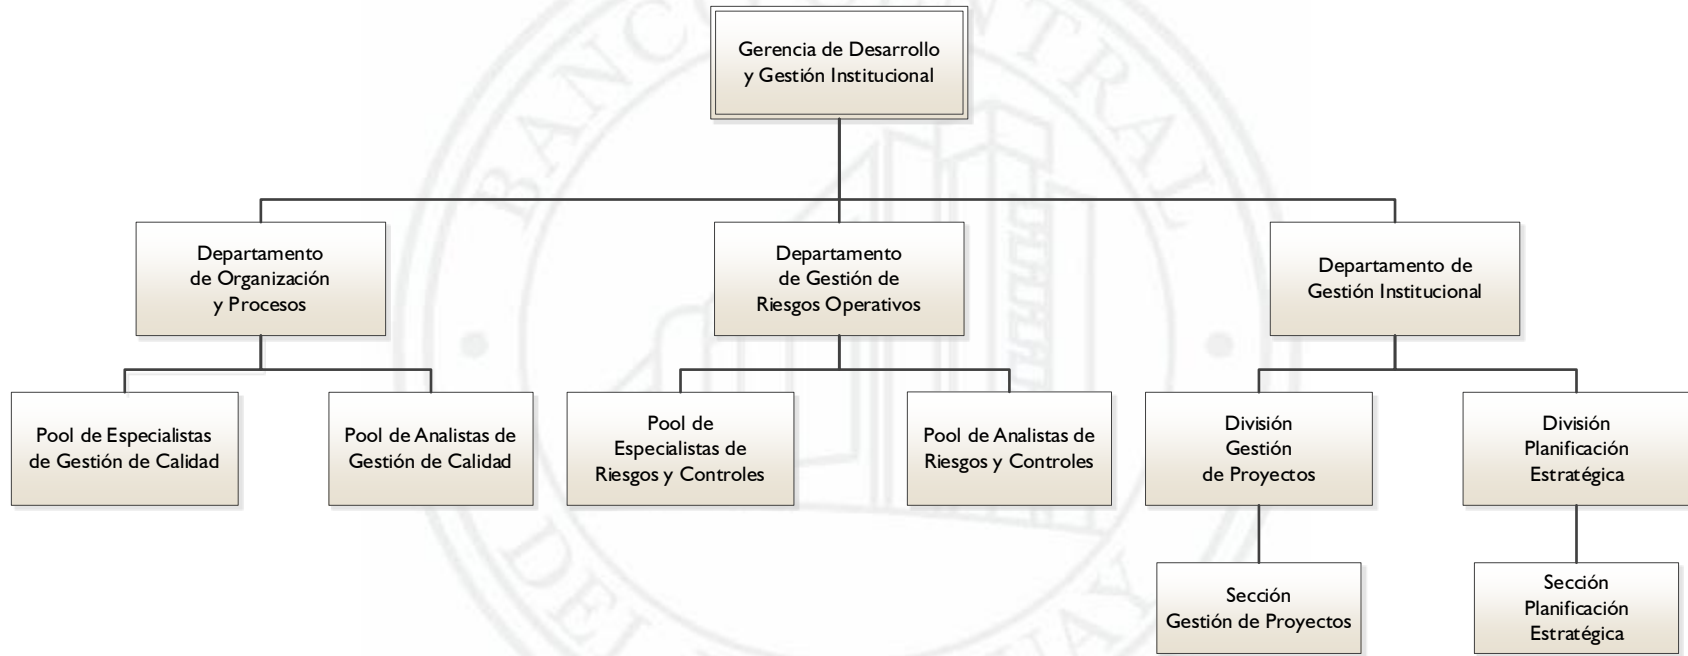 Gerencia de Desarrollo
y Gestión Institucional
Departamento
de Organización
y Procesos
Departamento
de Gestión de
Riesgos Operativos
Departamento de
Gestión Institucional
Pool de Especialistas
de Gestión de Calidad
Pool de Analistas de
Gestión de Calidad
Pool de
Especialistas de
Riesgos y Controles
Pool de Analistas de
Riesgos y Controles
División
Gestión
de Proyectos
División
Planificación
Estratégica
Sección
Gestión de Proyectos
Sección
Planificación
Estratégica
BANCO CENTRAL
DEL